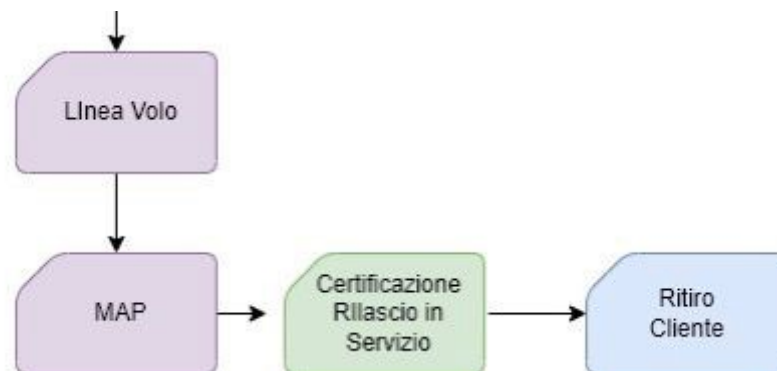 LInea Volo
MAP
Certificazione
RIlascio in
Servizio
Ritiro
Cliente